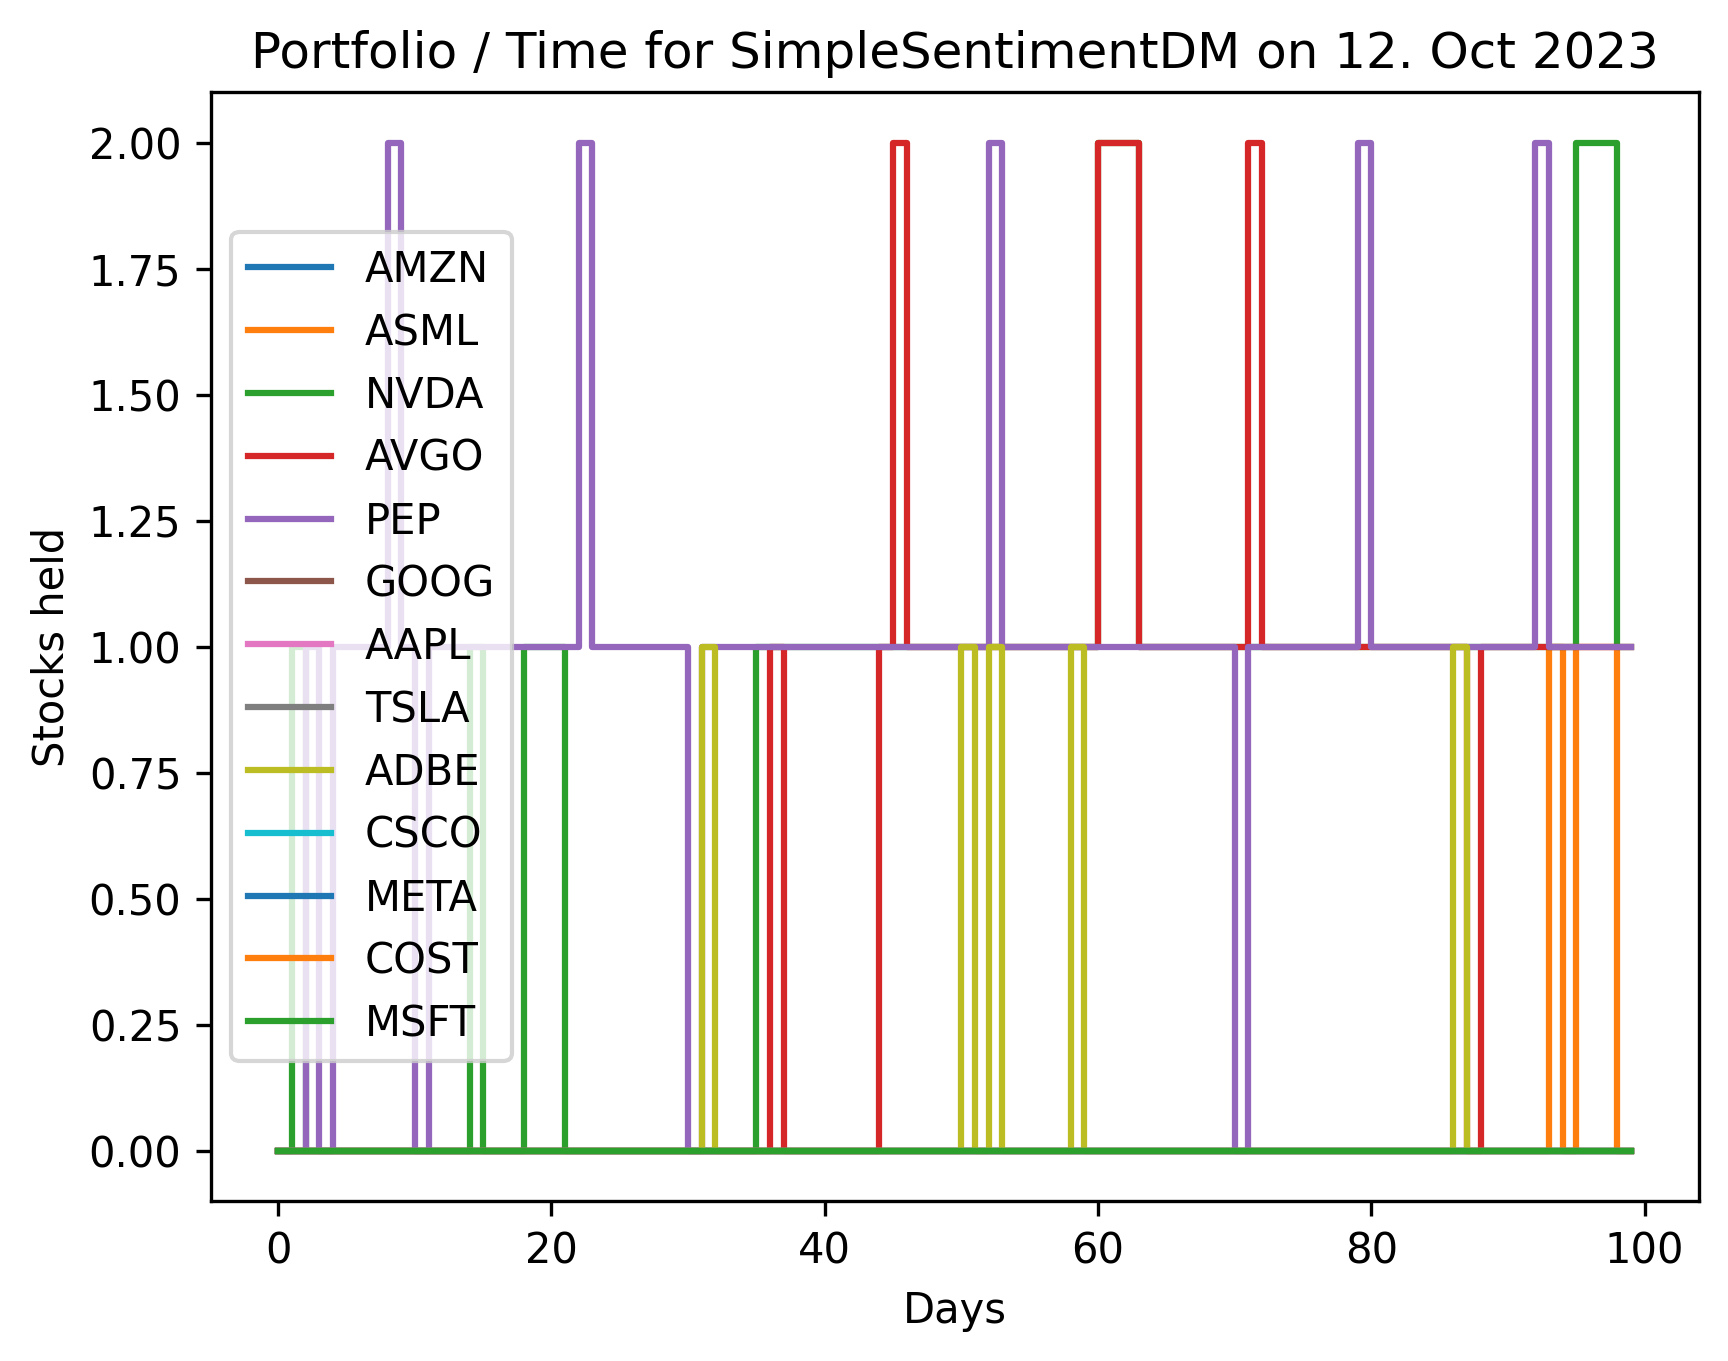 Portfolio / Time for SimpleSentimentDM on 12. Oct 2023
2.00
1.75
1.50
1.25
1.00
0.75
0.50
0.25
0.00
Stocks held
AMZN
ASML
NVDA
AVGO
PEP
GOOG
AAPL
TSLA
ADBE
CSCO
META
COST
MSFT
0 20 40 60 80 100
Days